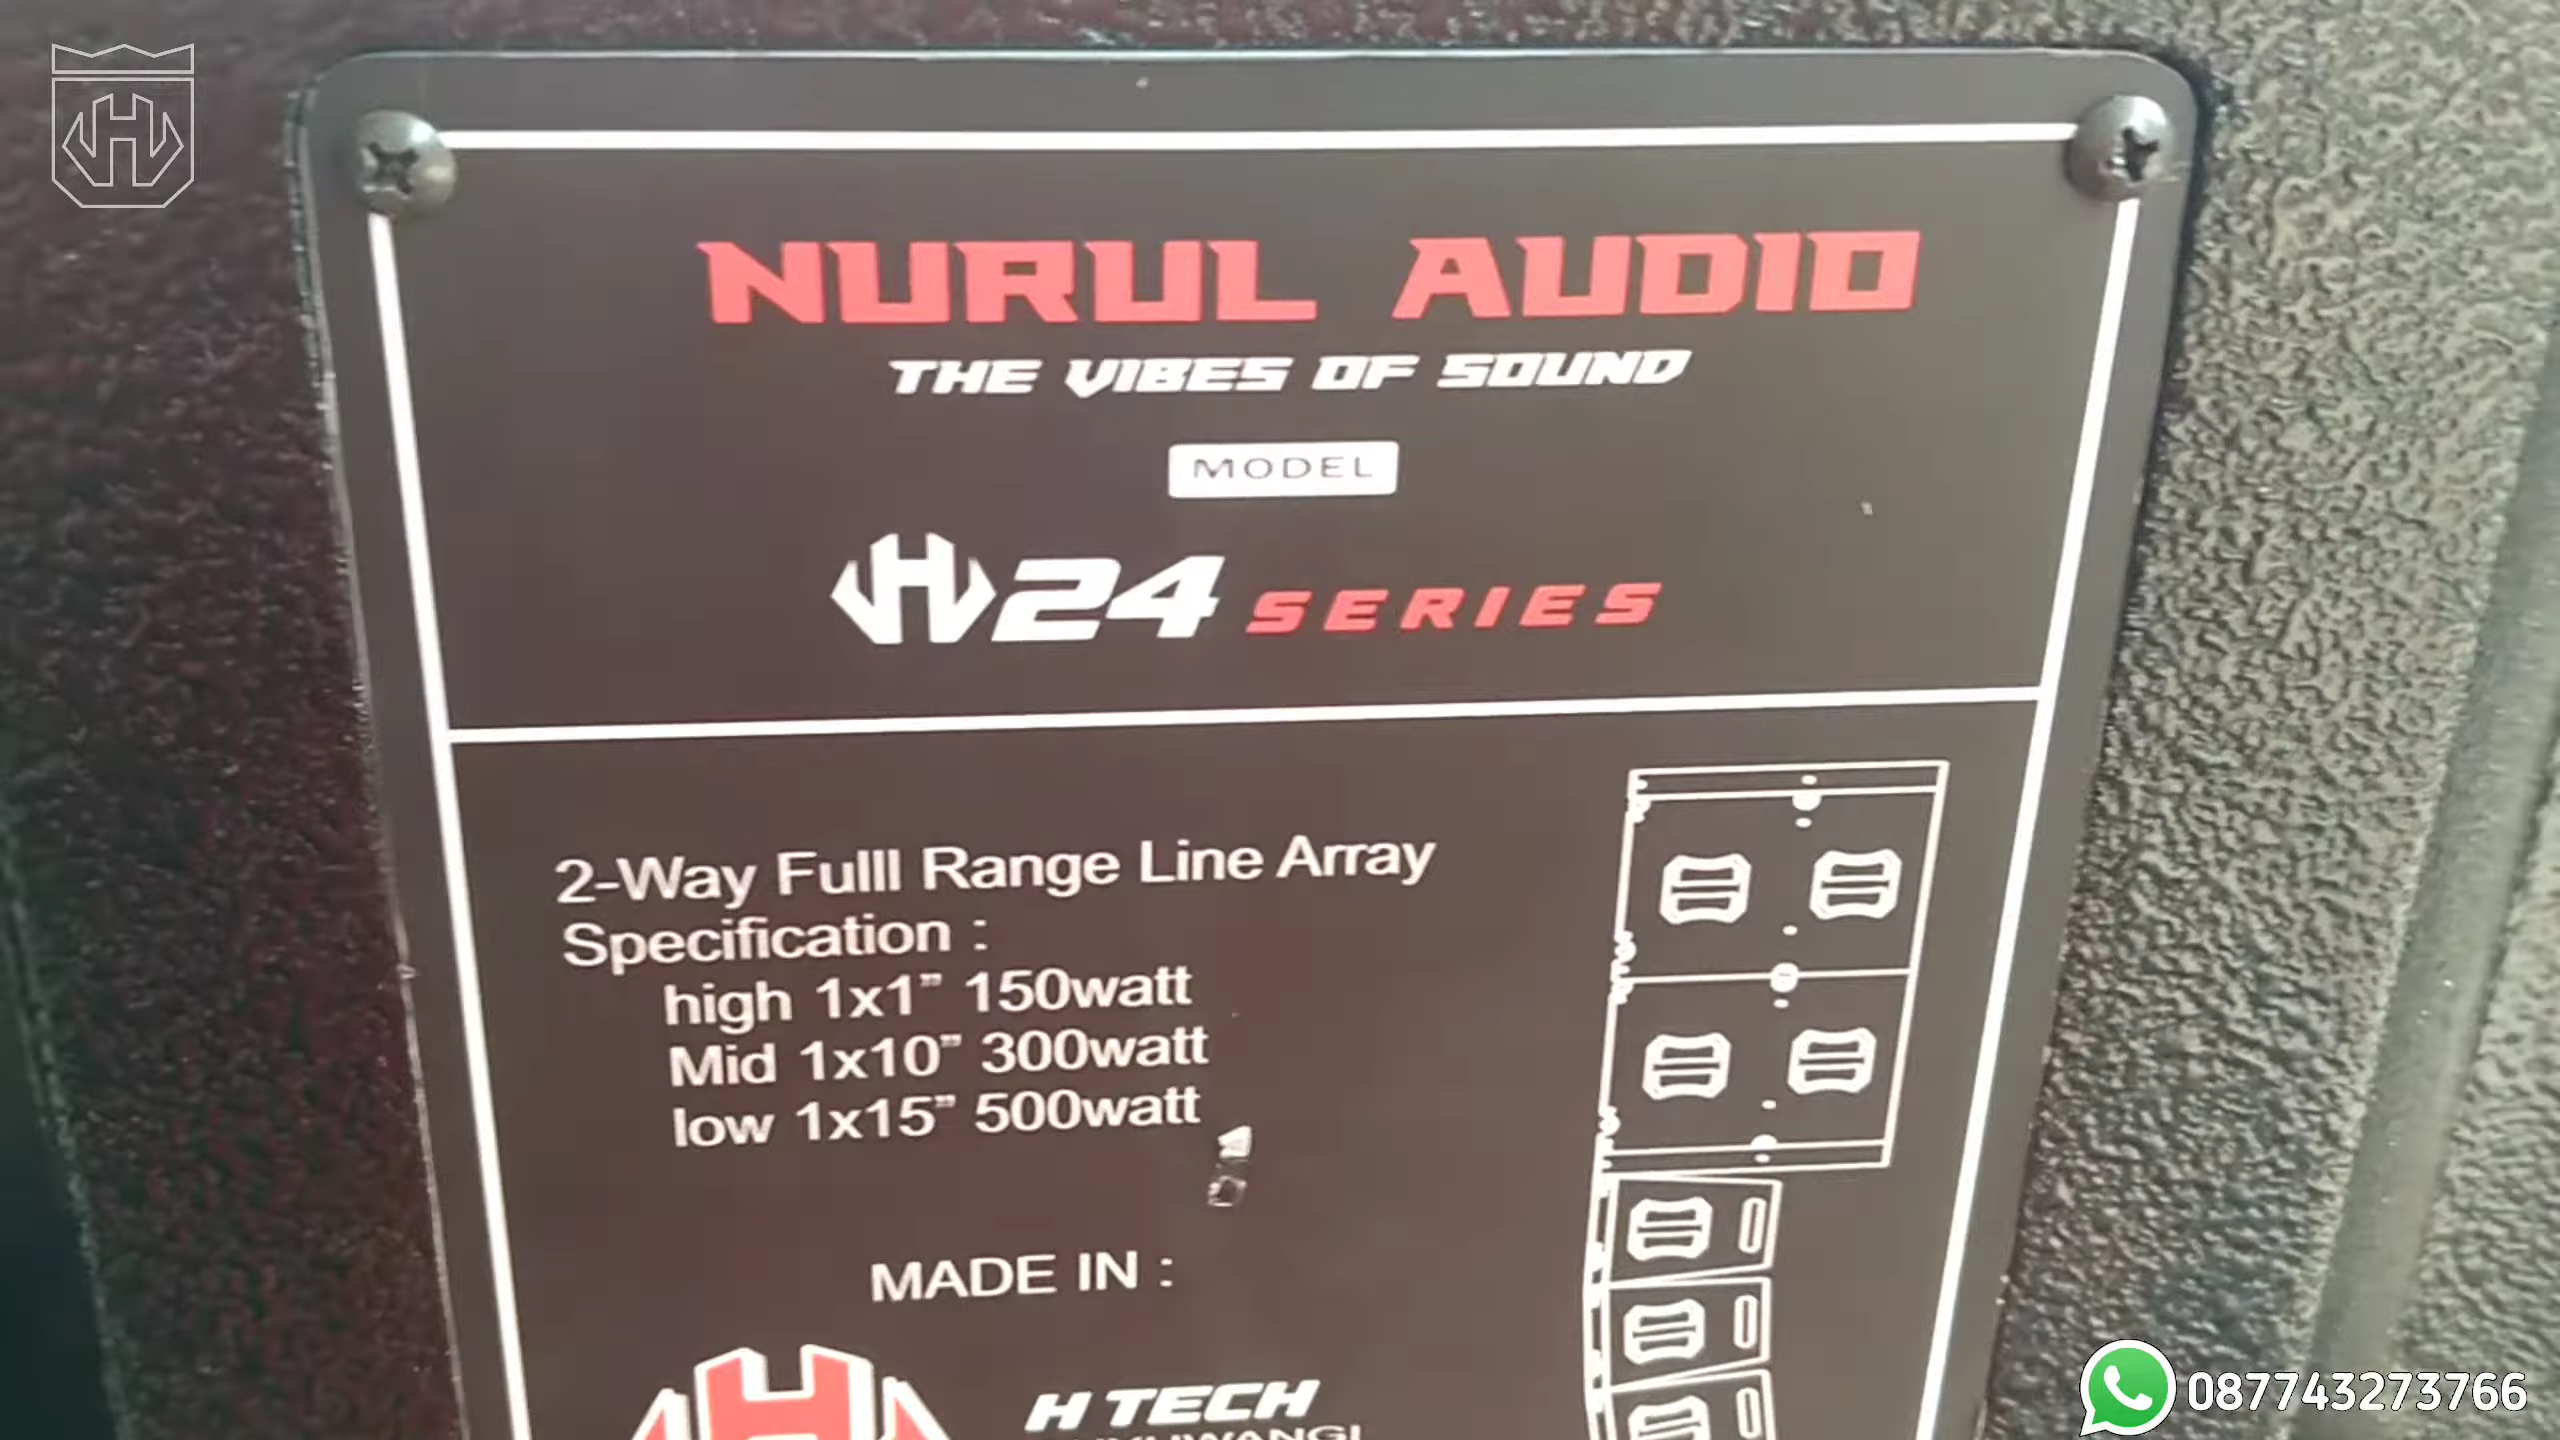 NURUL AUDIO
THE VIBES OF SOUND
MODEL
H24 SERIES
2-Way Fulll Range Line Array
Specification :
high 1x1” 150watt
Mid 1x10” 300watt
low 1x15” 500watt
MADE IN :
H TECH
087743273766